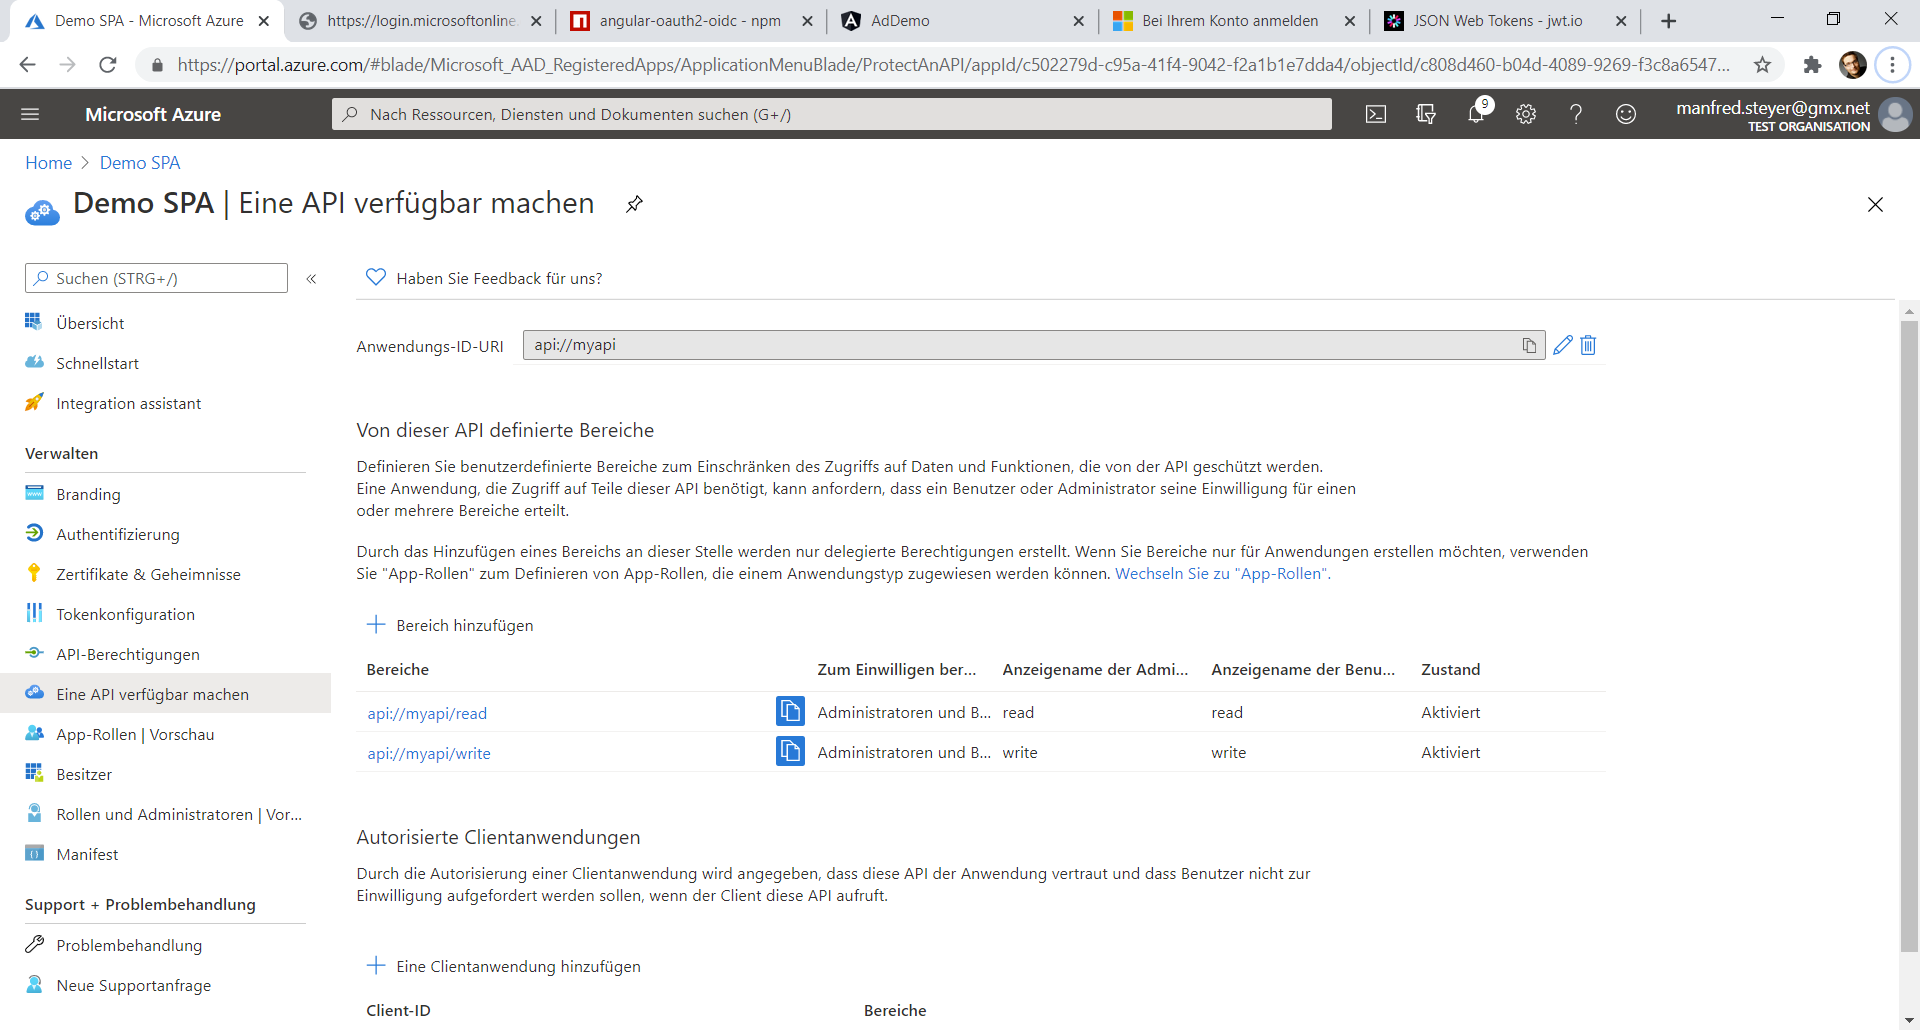 Demo SPA - Microsoft Azure
https://login.microsoftonline.
angular-oauth2-oidc - npm
AdDemo
Bei Ihrem Konto anmelden
JSON Web Tokens - jwt.io
https://portal.azure.com/#blade/Microsoft_AAD_RegisteredApps/ApplicationMenuBlade/ProtectAnAPI/appId/c502279d-c95a-41f4-9042-f2a1b1e7dda4/objectId/c808d460-b04d-4089-9269-f3c8a6547...
Microsoft Azure
Nach Ressourcen, Diensten und Dokumenten suchen (G+/)
9
manfred.steyer@gmx.net
TEST ORGANISATION
Home > Demo SPA
Demo SPA | Eine API verfügbar machen
Suchen (STRG+/)
«
Übersicht
Schnellstart
Integration assistant
Verwalten
Branding
Authentifizierung
Zertifikate & Geheimnisse
Tokenkonfiguration
API-Berechtigungen
Eine API verfügbar machen
App-Rollen | Vorschau
Besitzer
Rollen und Administratoren | Vor...
Manifest
Support + Problembehandlung
Problembehandlung
Neue Supportanfrage
Haben Sie Feedback für uns?
Anwendungs-ID-URI
api://myapi
Von dieser API definierte Bereiche
Definieren Sie benutzerdefinierte Bereiche zum Einschränken des Zugriffs auf Daten und Funktionen, die von der API geschützt werden.
Eine Anwendung, die Zugriff auf Teile dieser API benötigt, kann anfordern, dass ein Benutzer oder Administrator seine Einwilligung für einen
oder mehrere Bereiche erteilt.
Durch das Hinzufügen eines Bereichs an dieser Stelle werden nur delegierte Berechtigungen erstellt. Wenn Sie Bereiche nur für Anwendungen erstellen möchten, verwenden
Sie "App-Rollen" zum Definieren von App-Rollen, die einem Anwendungstyp zugewiesen werden können. Wechseln Sie zu "App-Rollen".
Bereich hinzufügen
Bereiche Zum Einwilligen ber... Anzeigename der Admi... Anzeigename der Benu... Zustand
api://myapi/read Administratoren und B... read read Aktiviert
api://myapi/write Administratoren und B... write write Aktiviert
Autorisierte Clientanwendungen
Durch die Autorisierung einer Clientanwendung wird angegeben, dass diese API der Anwendung vertraut und dass Benutzer nicht zur
Einwilligung aufgefordert werden sollen, wenn der Client diese API aufruft.
Eine Clientanwendung hinzufügen
Client-ID Bereiche